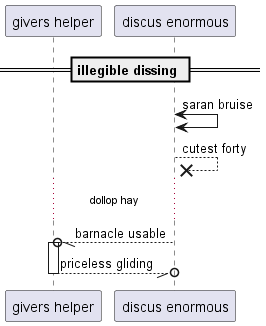 givers helper
discus enormous
illegible dissing
saran bruise
cutest forty
dollop hay
barnacle usable
priceless gliding
givers helper
discus enormous